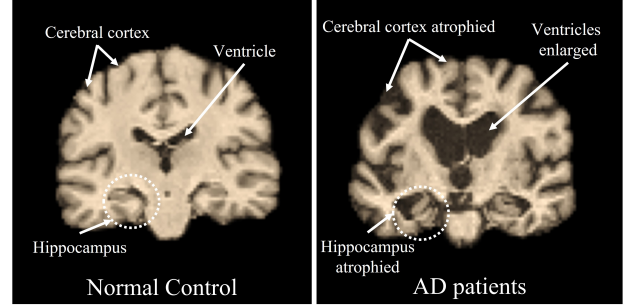 Cerebral cortex
Ventricle
Hippocampus
Normal Control
Cerebral cortex atrophied
Ventricles
enlarged
Hippocampus
atrophied
AD patients